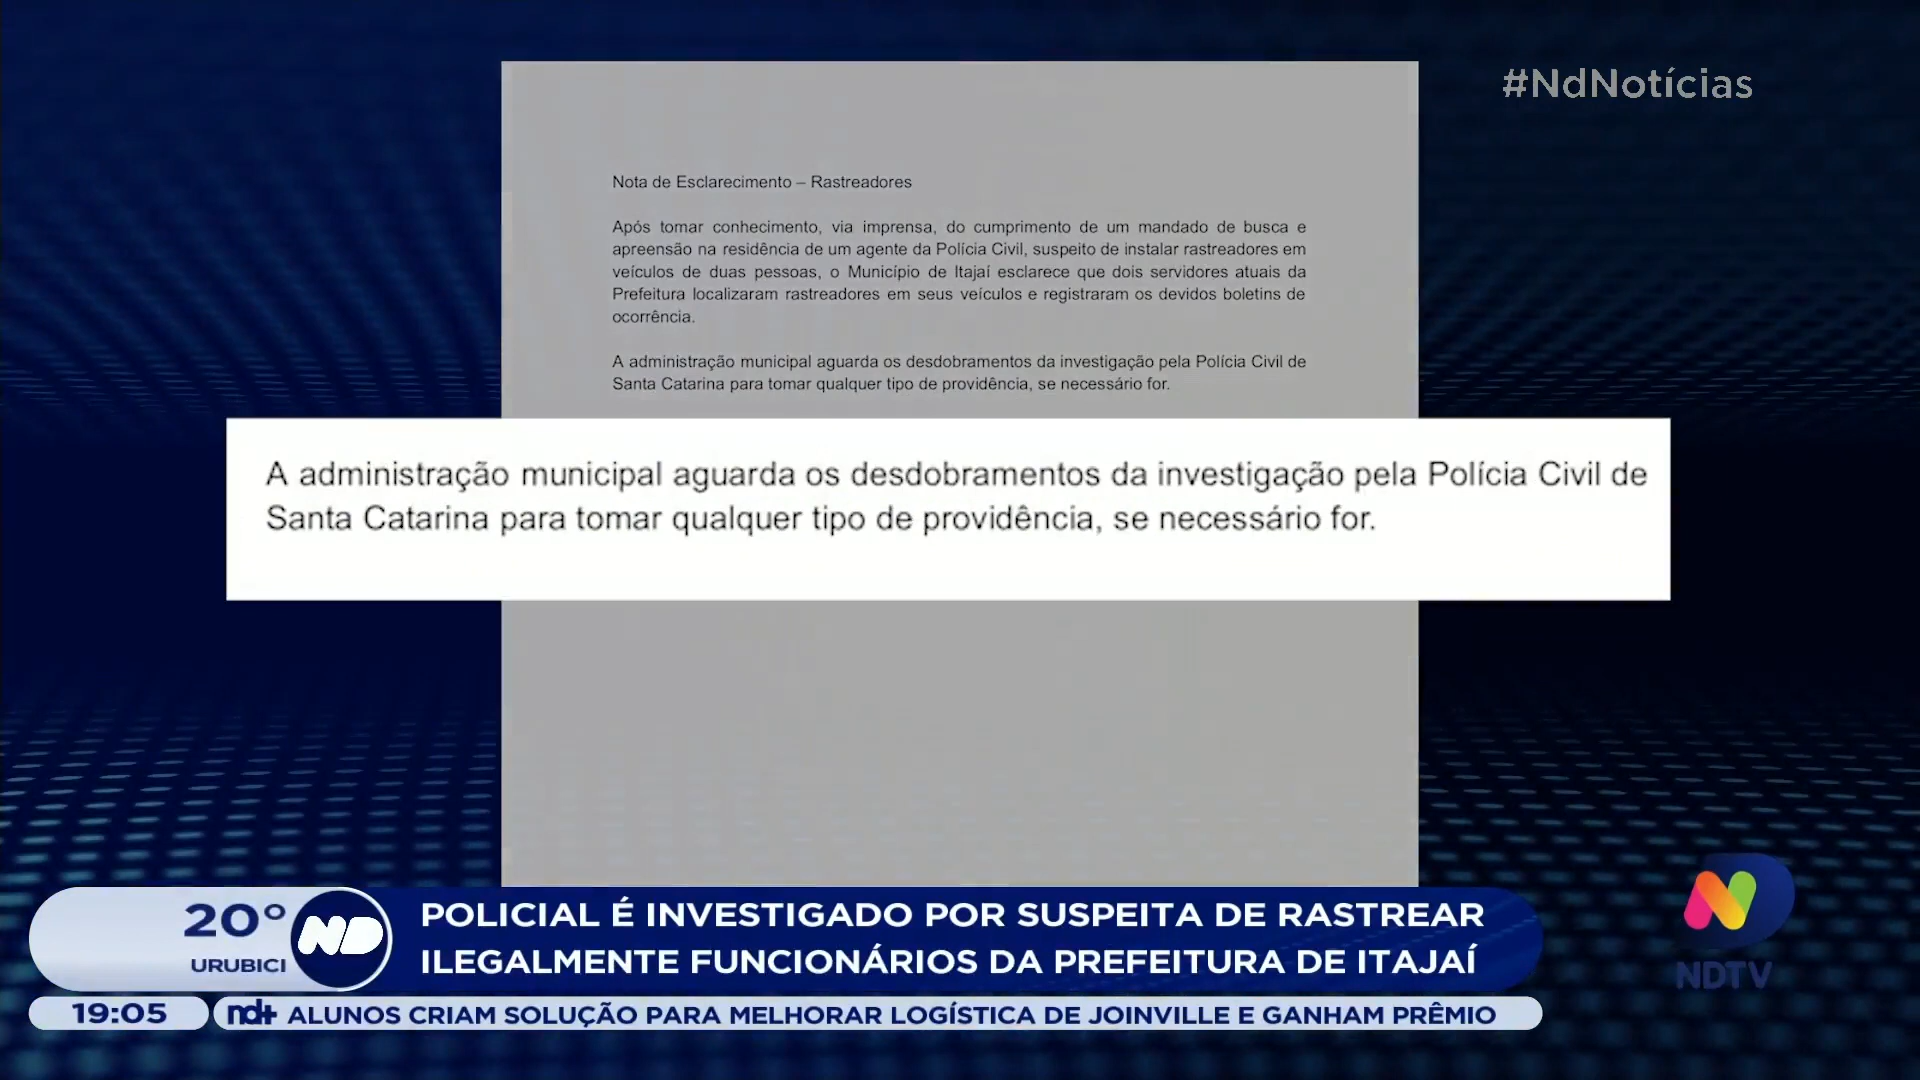 #NdNotícias
Nota de Esclarecimento – Rastreadores
Após tomar conhecimento, via imprensa, do cumprimento de um mandado de busca e
apreensão na residência de um agente da Polícia Civil, suspeito de instalar rastreadores em
veículos de duas pessoas, o Município de Itajaí esclarece que dois servidores atuais da
Prefeitura localizaram rastreadores em seus veículos e registraram os devidos boletins de
ocorrência.
A administração municipal aguarda os desdobramentos da investigação pela Polícia Civil de
Santa Catarina para tomar qualquer tipo de providência, se necessário for.
A administração municipal aguarda os desdobramentos da investigação pela Polícia Civil de
Santa Catarina para tomar qualquer tipo de providência, se necessário for.
20°
URUBICI
ND
POLICIAL É INVESTIGADO POR SUSPEITA DE RASTREAR
ILEGALMENTE FUNCIONÁRIOS DA PREFEITURA DE ITAJAÍ
NDTV
19:05
nd+ ALUNOS CRIAM SOLUÇÃO PARA MELHORAR LOGÍSTICA DE JOINVILLE E GANHAM PRÊMIO